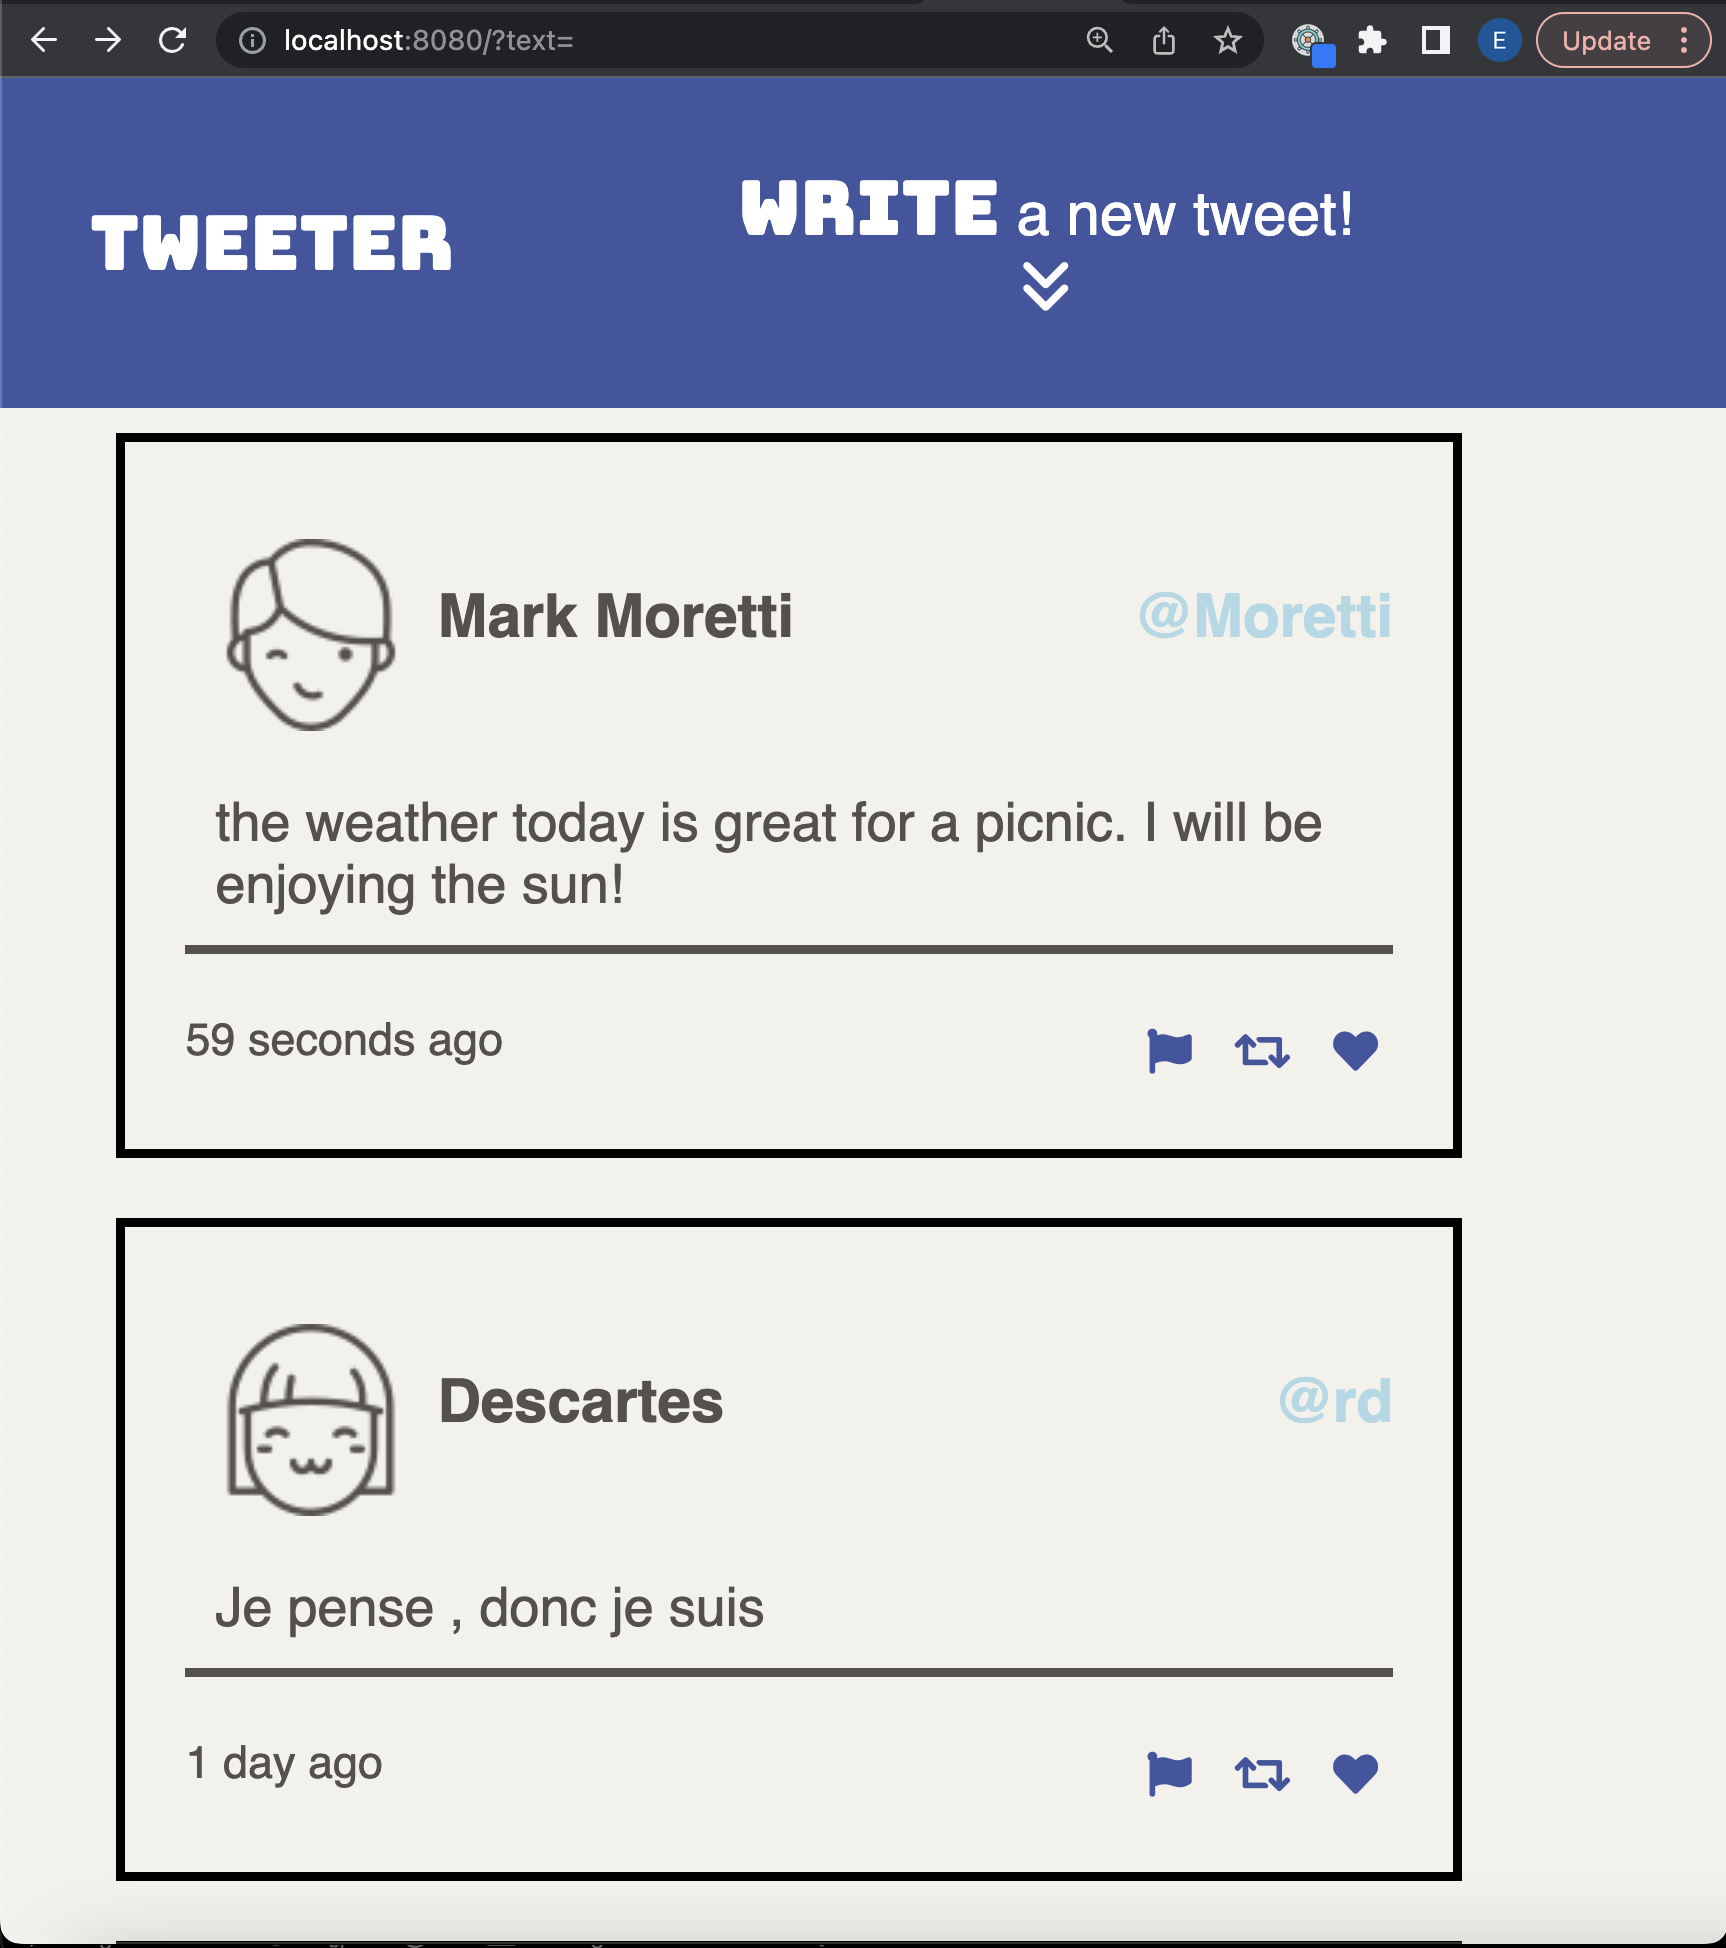 localhost:8080/?text=
E
Update
TWEETER
WRITE a new tweet!
Mark Moretti
@Moretti
the weather today is great for a picnic. I will be
enjoying the sun!
59 seconds ago
Descartes
@rd
Je pense , donc je suis
1 day ago